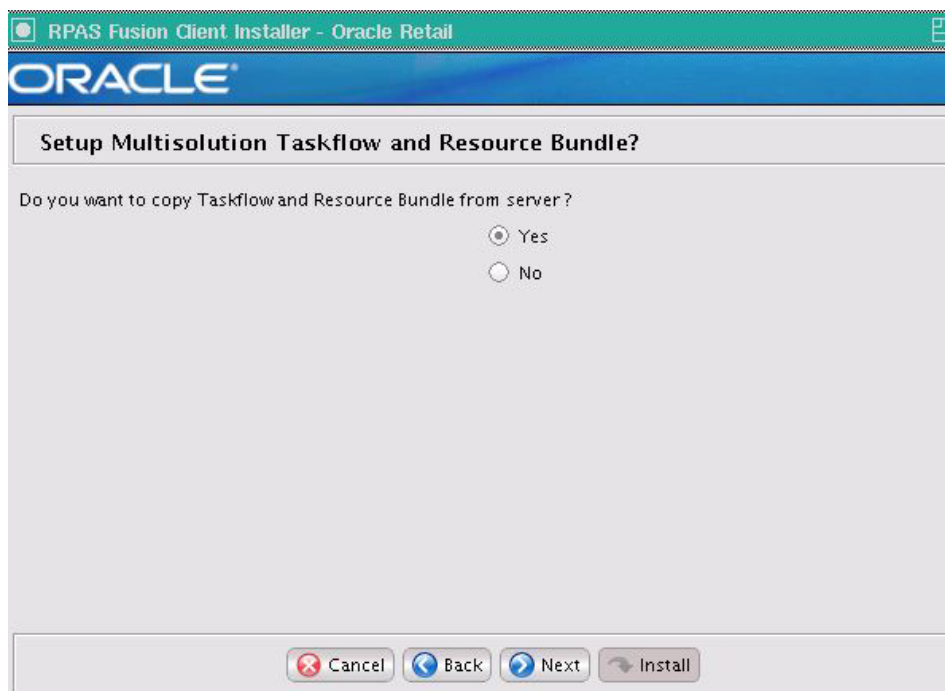 RPAS Fusion Client Installer - Oracle Retail
ORACLE®
Setup Multisolution Taskflow and Resource Bundle?
Do you want to copy Taskflow and Resource Bundle from server?
Yes
No
Cancel Back Next Install